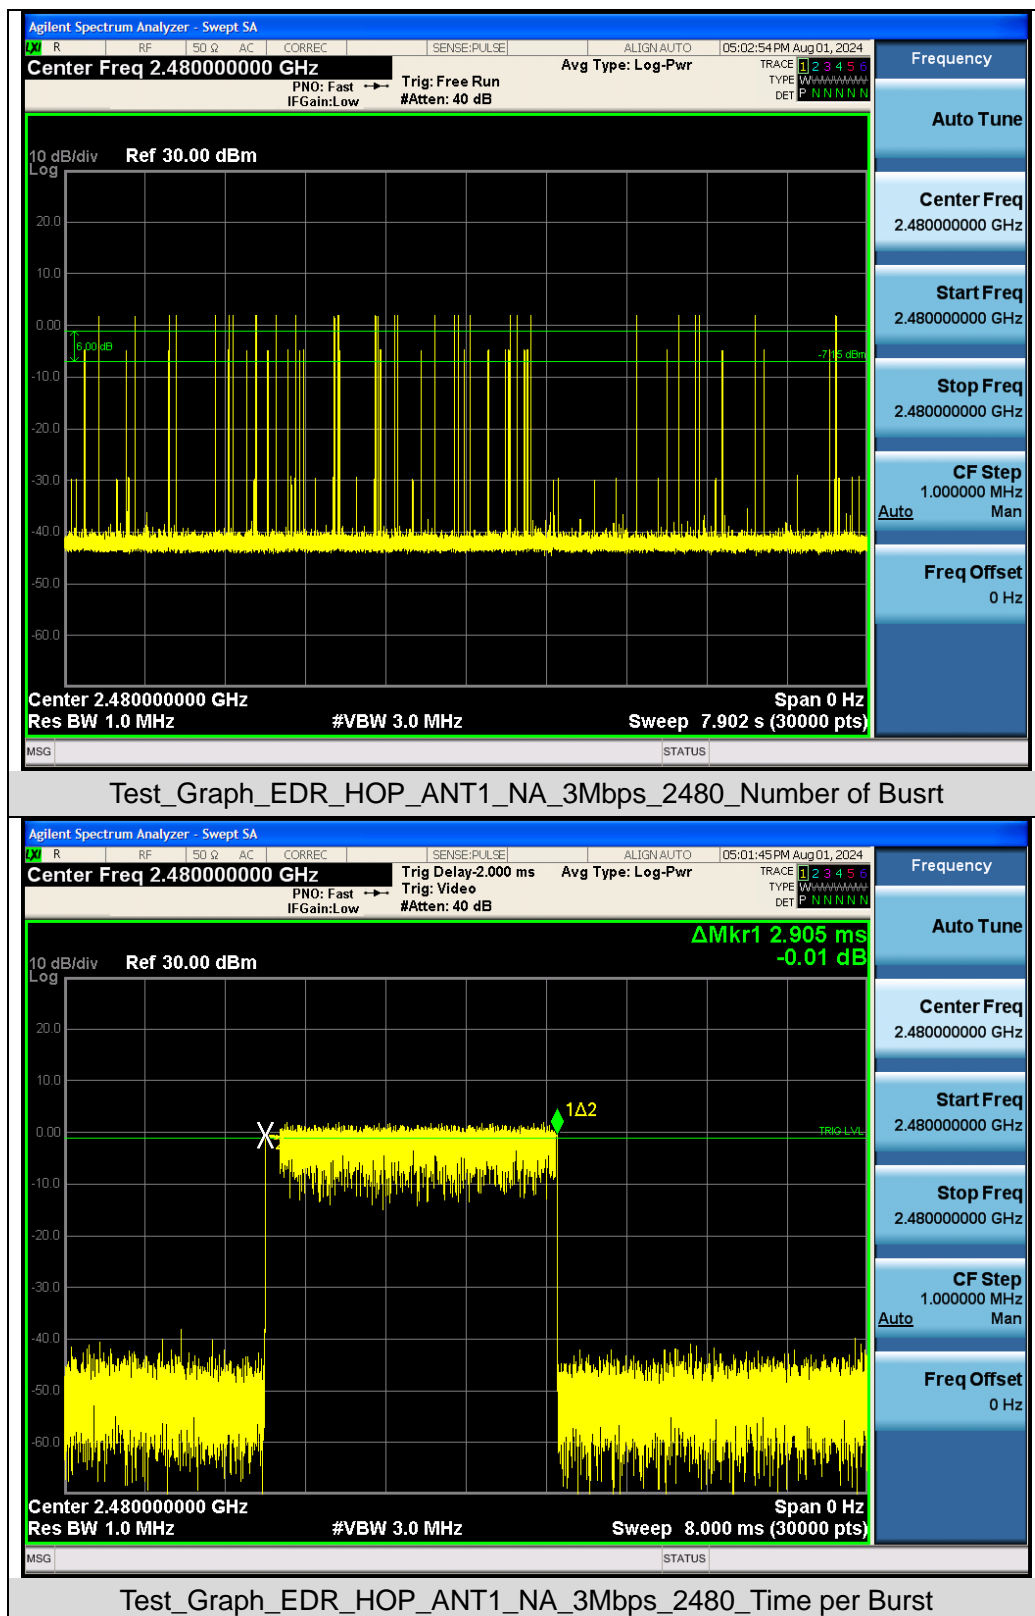 Agilent Spectrum Analyzer - Swept SA
LXI R RF 50 Ω AC CORREC SENSE:PULSE ALIGN AUTO 05:02:54 PM Aug 01, 2024
Center Freq 2.480000000 GHz
PNO: Fast
IFGain:Low
Trig: Free Run
#Atten: 40 dB
Avg Type: Log-Pwr
TRACE 1 2 3 4 5 6
TYPE
DET P N N N N N
10 dB/div Ref 30.00 dBm
Log
20.0
10.0
0.00
6.00 dB
-7.15 dBm
-10.0
-20.0
-30.0
-40.0
-50.0
-60.0
Center 2.480000000 GHz Span 0 Hz
Res BW 1.0 MHz #VBW 3.0 MHz Sweep 7.902 s (30000 pts)
MSG STATUS
Frequency
Auto Tune
Center Freq
2.480000000 GHz
Start Freq
2.480000000 GHz
Stop Freq
2.480000000 GHz
CF Step
1.000000 MHz
Auto Man
Freq Offset
0 Hz
Test_Graph_EDR_HOP_ANT1_NA_3Mbps_2480_Number of Busrt
Agilent Spectrum Analyzer - Swept SA
LXI R RF 50 Ω AC CORREC SENSE:PULSE ALIGN AUTO 05:01:45 PM Aug 01, 2024
Center Freq 2.480000000 GHz
PNO: Fast
IFGain:Low
Trig Delay-2.000 ms
Trig: Video
#Atten: 40 dB
Avg Type: Log-Pwr
TRACE 1 2 3 4 5 6
TYPE
DET P N N N N N
ΔMkr1 2.905 ms
-0.01 dB
10 dB/div Ref 30.00 dBm
Log
20.0
10.0
1Δ2
0.00
TRIG LVL
-10.0
-20.0
-30.0
-40.0
-50.0
-60.0
Center 2.480000000 GHz Span 0 Hz
Res BW 1.0 MHz #VBW 3.0 MHz Sweep 8.000 ms (30000 pts)
MSG STATUS
Frequency
Auto Tune
Center Freq
2.480000000 GHz
Start Freq
2.480000000 GHz
Stop Freq
2.480000000 GHz
CF Step
1.000000 MHz
Auto Man
Freq Offset
0 Hz
Test_Graph_EDR_HOP_ANT1_NA_3Mbps_2480_Time per Burst